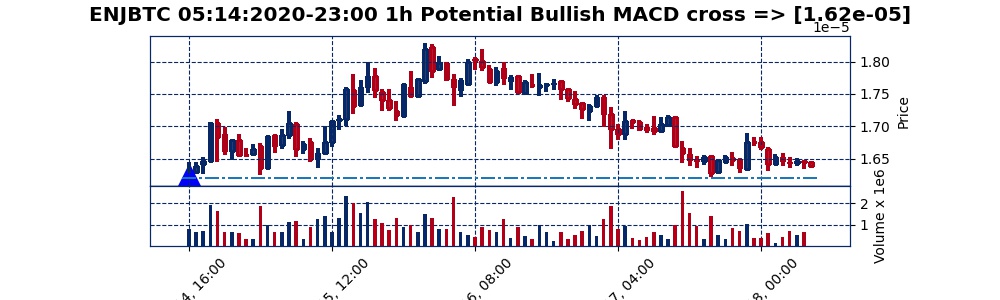 ENJBTC 05:14:2020-23:00 1h Potential Bullish MACD cross => [1.62e-05]
1e−5
1.80
1.75
1.70
1.65
Price
2
1
Volume x 1e6
4, 16:00
5, 12:00
6, 08:00
7, 04:00
8, 00:00